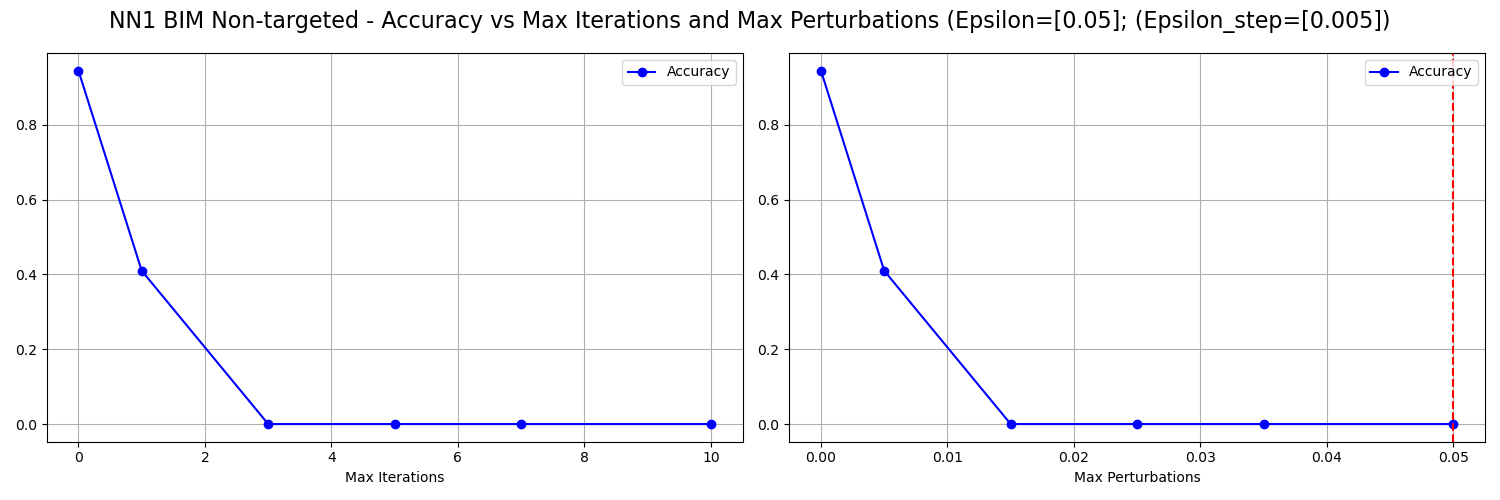 NN1 BIM Non-targeted - Accuracy vs Max Iterations and Max Perturbations (Epsilon=[0.05]; (Epsilon_step=[0.005])
Accuracy
0.8
0.6
0.4
0.2
0.0
0 2 4 6 8 10
Max Iterations
Accuracy
0.8
0.6
0.4
0.2
0.0
0.00 0.01 0.02 0.03 0.04 0.05
Max Perturbations